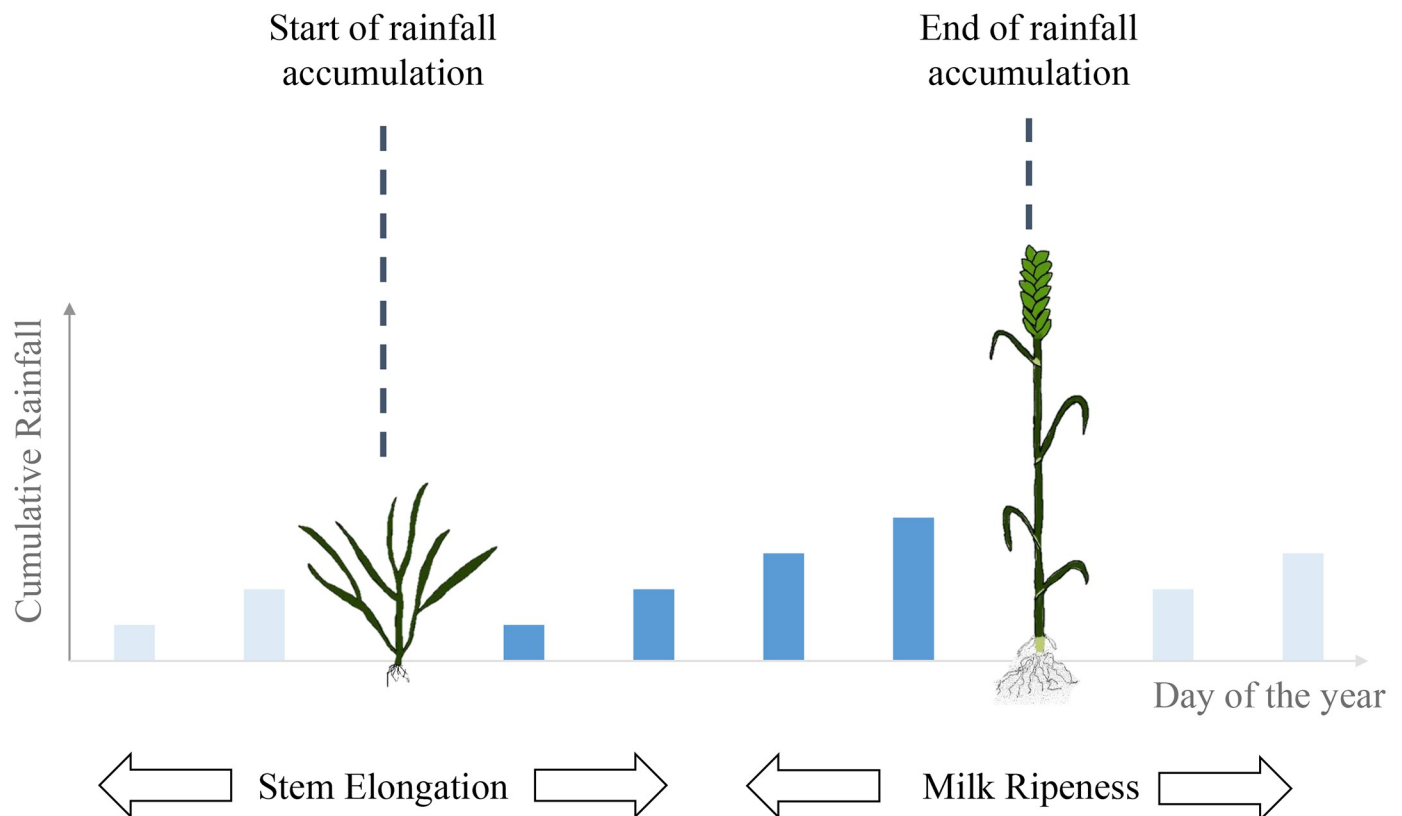 Start of rainfall
accumulation
End of rainfall
accumulation
Cumulative Rainfall
Day of the year
Stem Elongation
Milk Ripeness